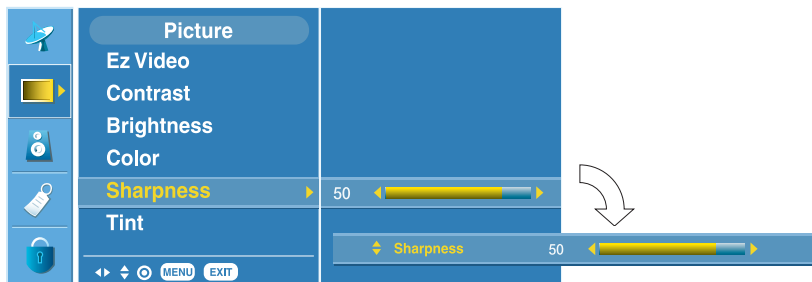 Picture
Ez Video
Contrast
Brightness
Color
Sharpness 50
Tint
Sharpness 50
MENU EXIT